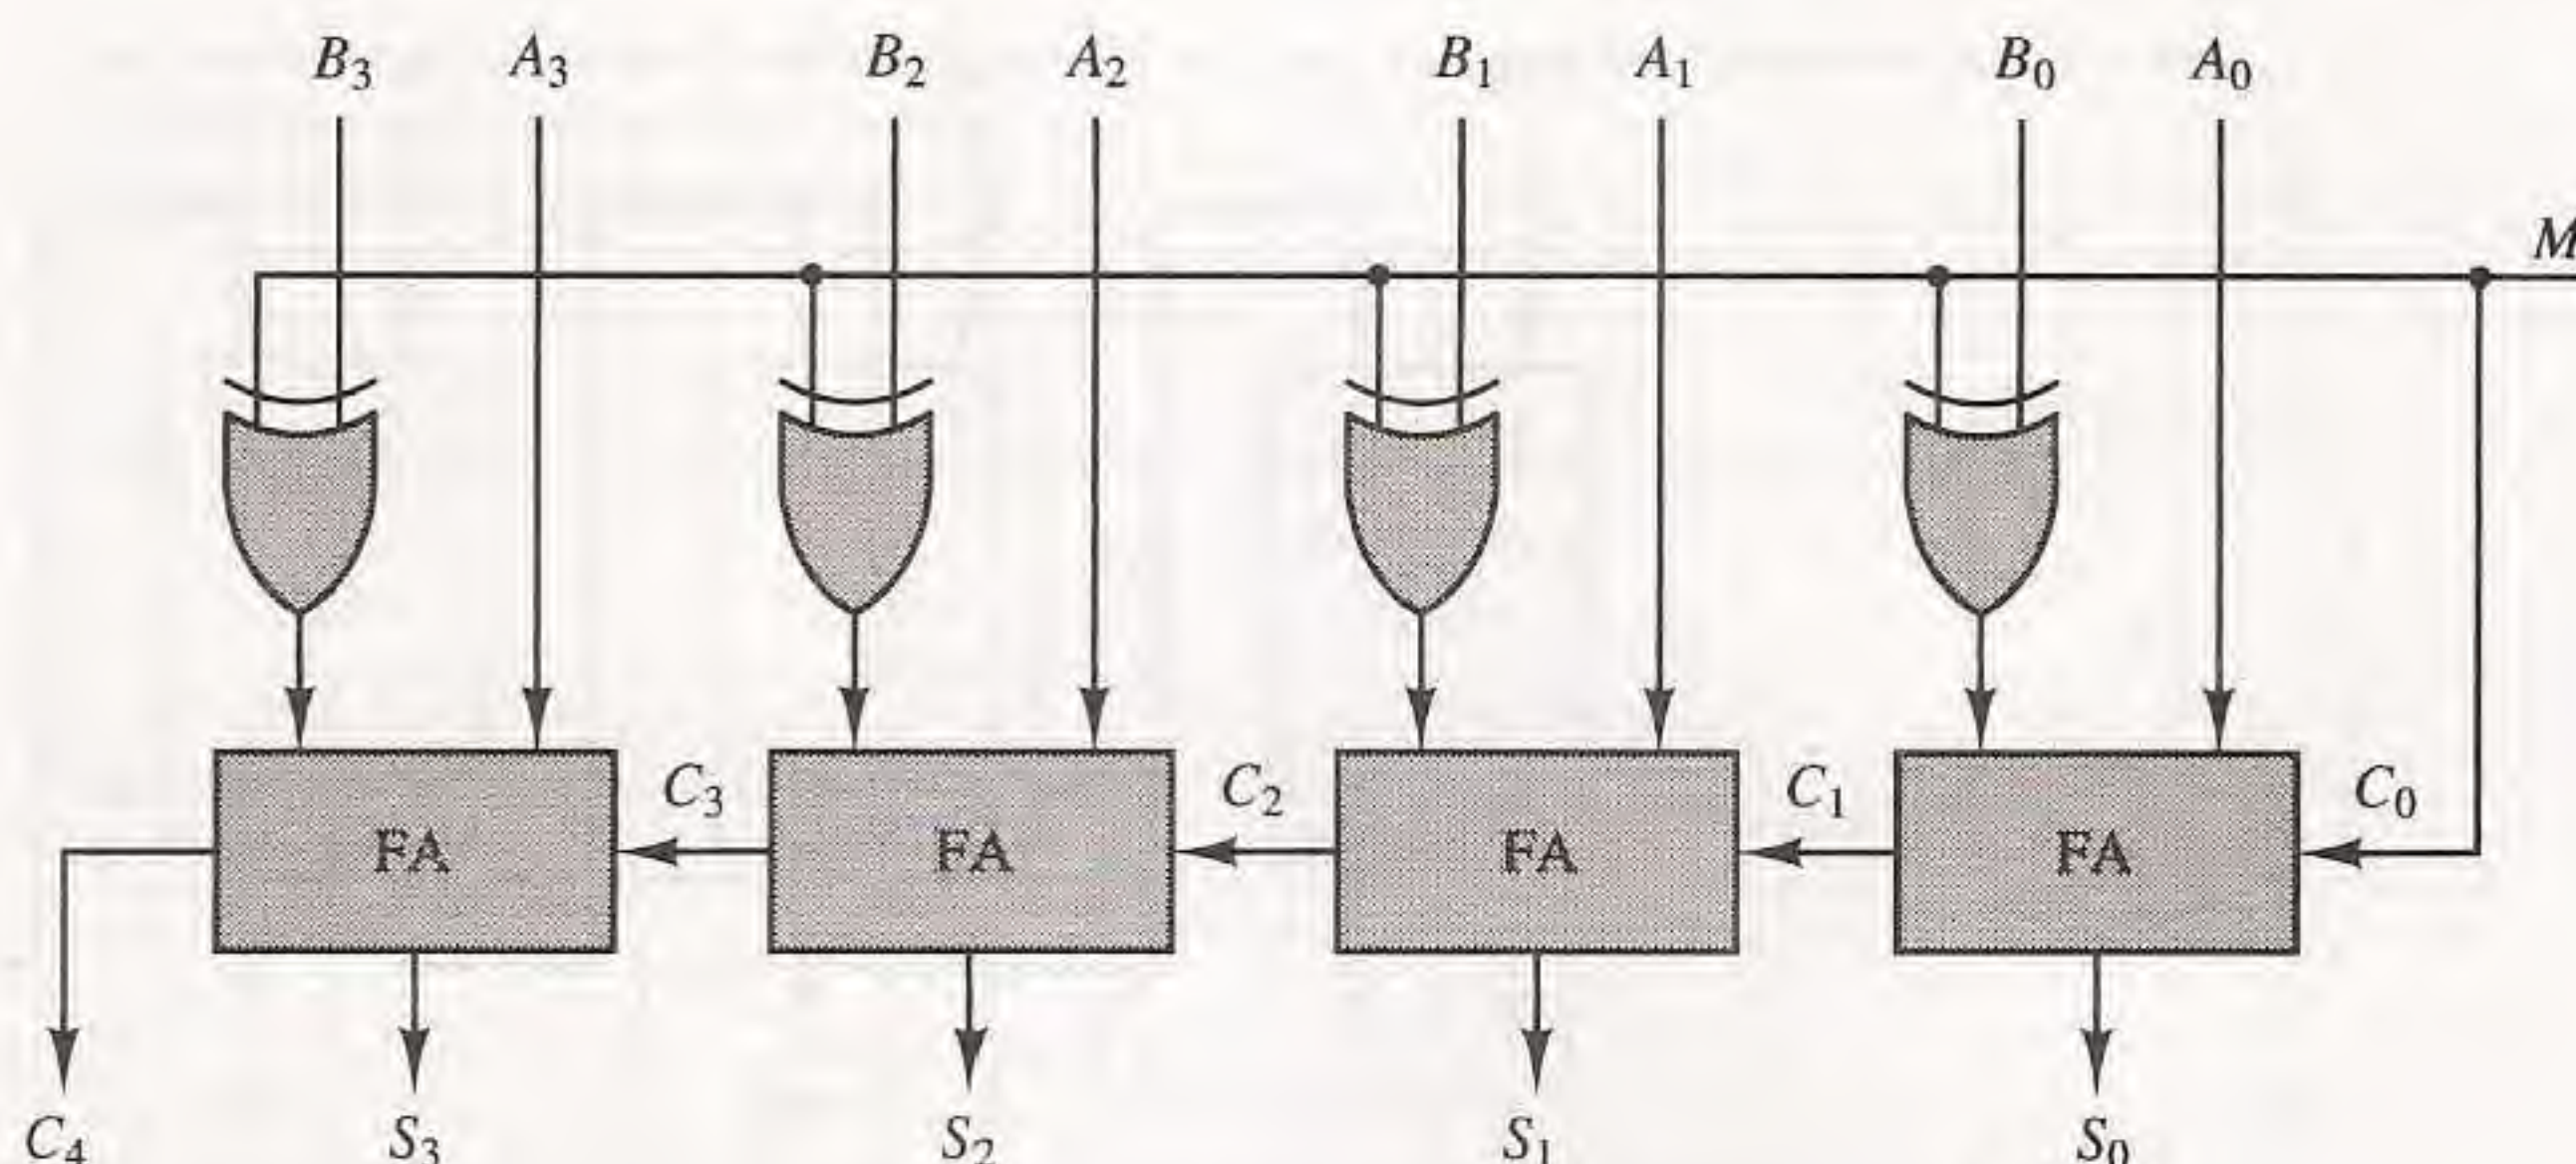 B₃ A₃ B₂ A₂ B₁ A₁ B₀ A₀
M
C₃ C₂ C₁ C₀
FA FA FA FA
C₄ S₃ S₂ S₁ S₀